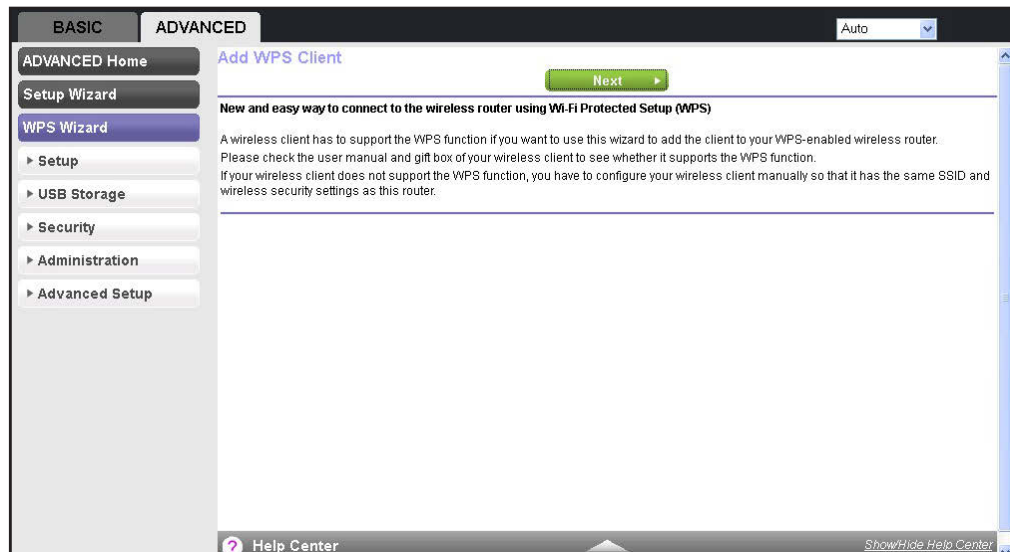 BASIC
ADVANCED
Auto
ADVANCED Home
Setup Wizard
WPS Wizard
Setup
USB Storage
Security
Administration
Advanced Setup
Add WPS Client
Next
New and easy way to connect to the wireless router using Wi-Fi Protected Setup (WPS)
A wireless client has to support the WPS function if you want to use this wizard to add the client to your WPS-enabled wireless router.
Please check the user manual and gift box of your wireless client to see whether it supports the WPS function.
If your wireless client does not support the WPS function, you have to configure your wireless client manually so that it has the same SSID and
wireless security settings as this router.
? Help Center
Show/Hide Help Center